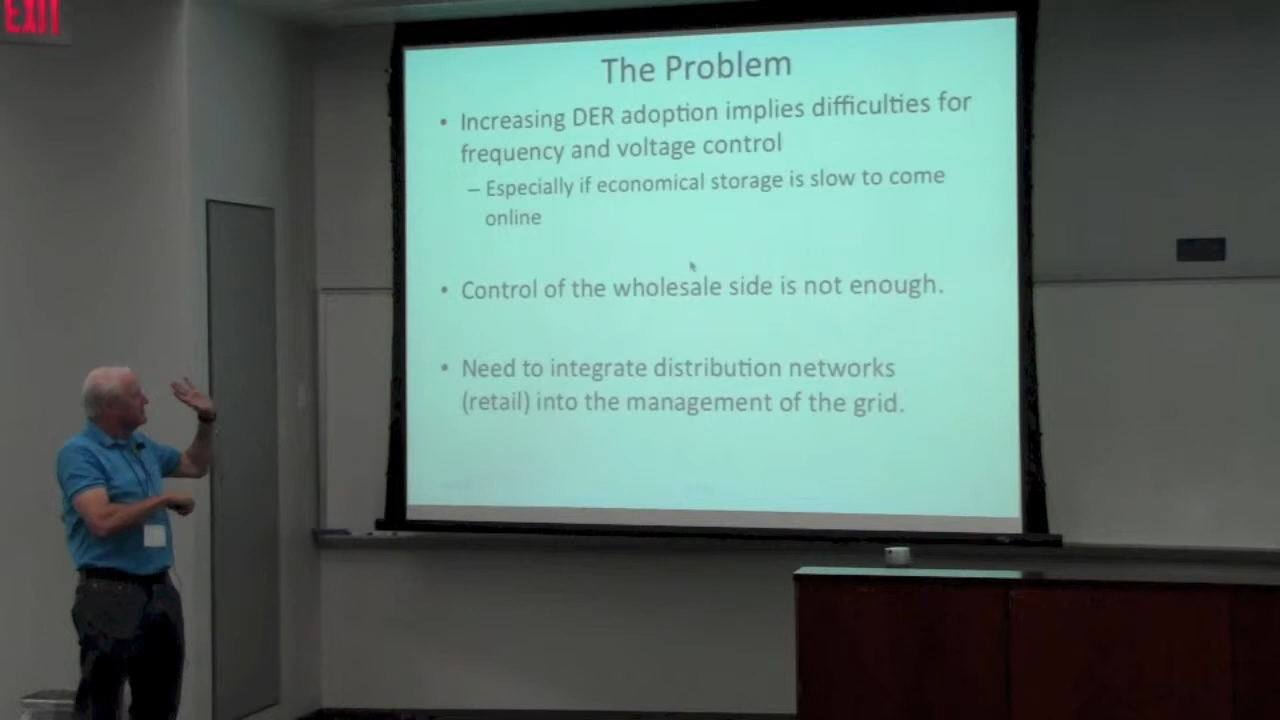 EXIT
The Problem
• Increasing DER adoption implies difficulties for
frequency and voltage control
– Especially if economical storage is slow to come
online
• Control of the wholesale side is not enough.
• Need to integrate distribution networks
(retail) into the management of the grid.